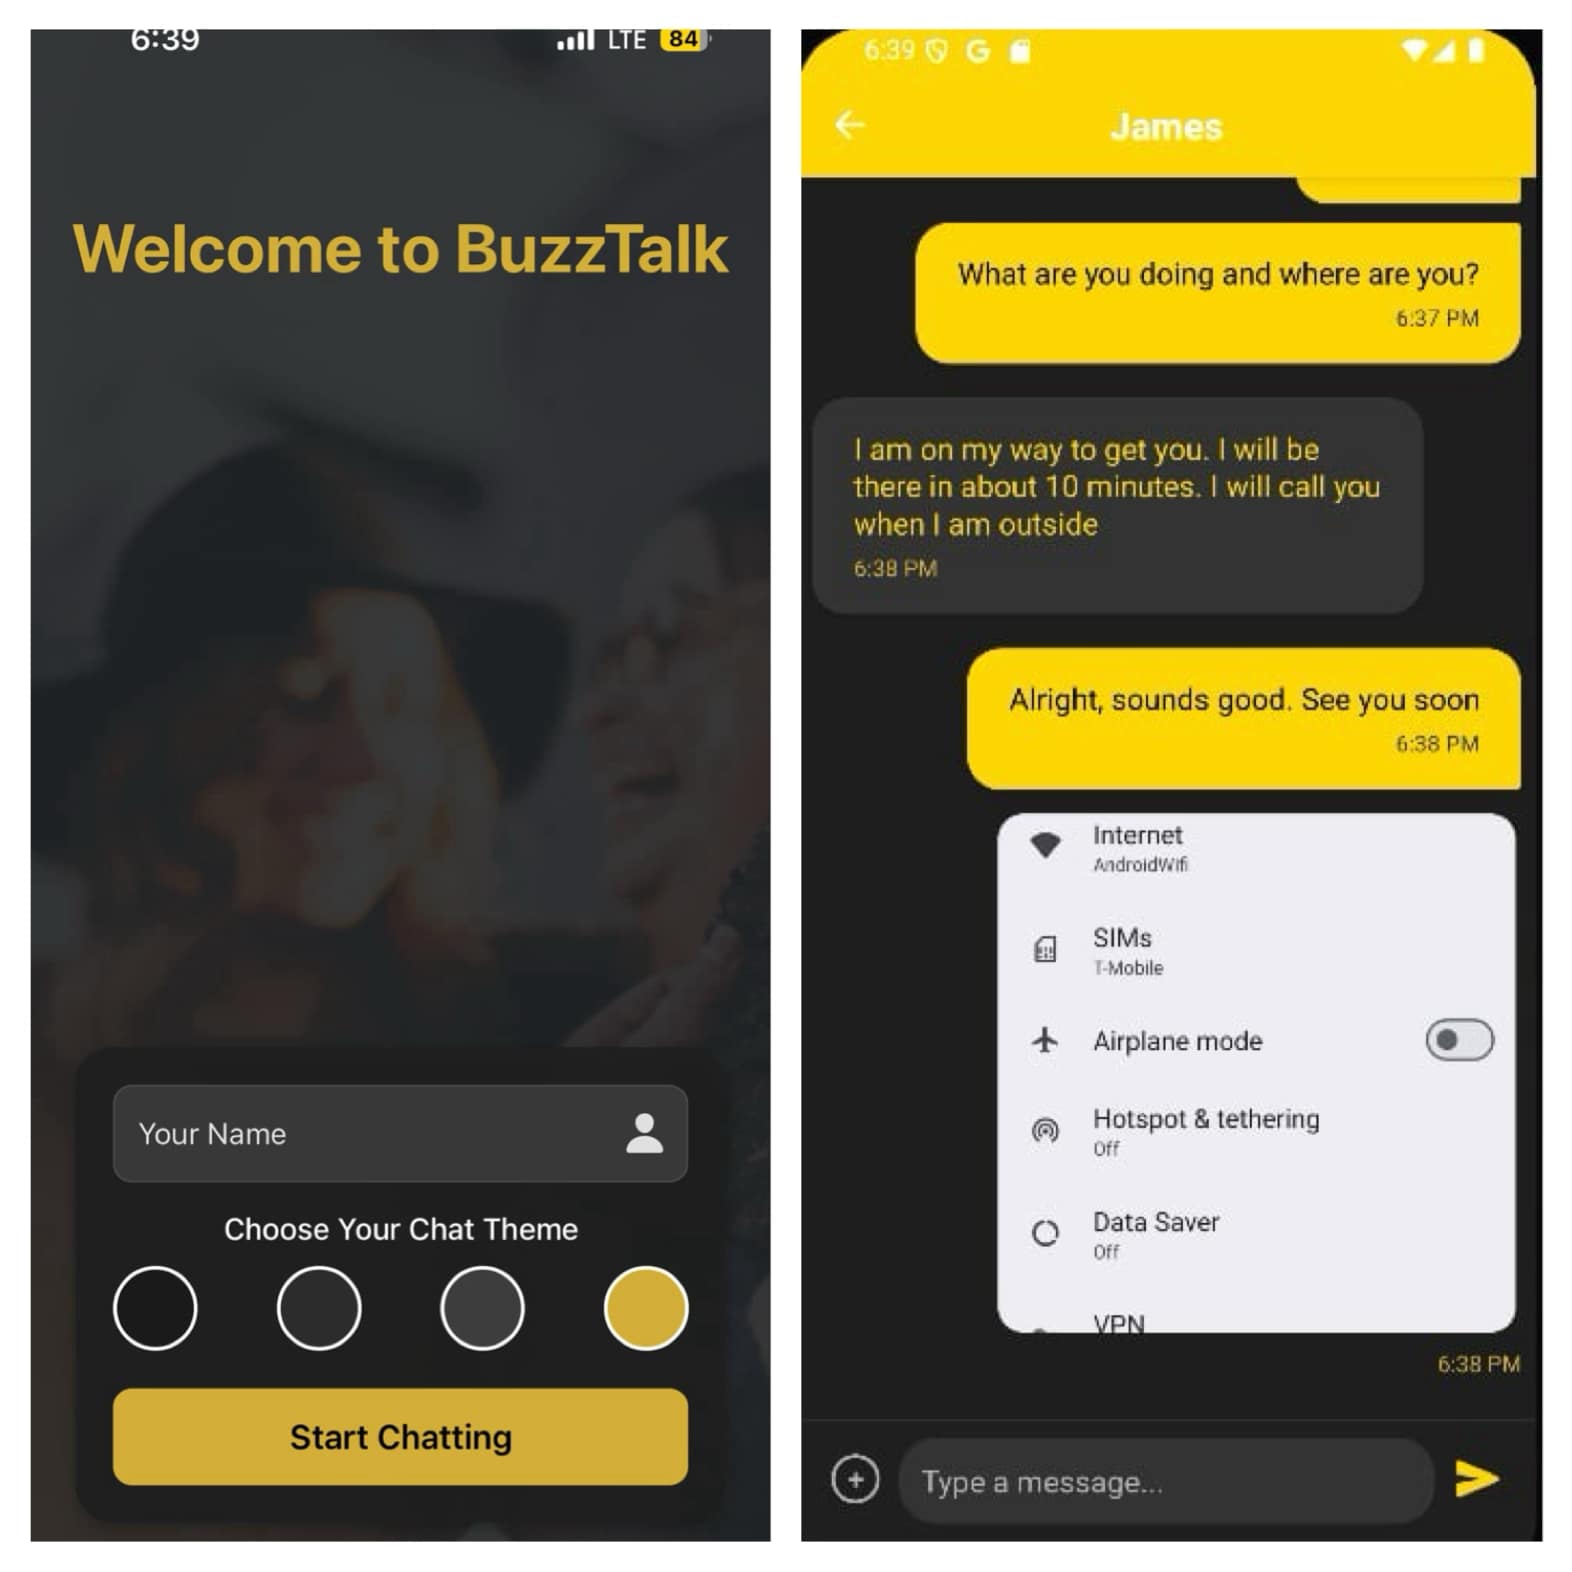 6:39 LTE 84
Welcome to BuzzTalk
Your Name
Choose Your Chat Theme
Start Chatting
6:39 G
James
What are you doing and where are you?
6:37 PM
I am on my way to get you. I will be
there in about 10 minutes. I will call you
when I am outside
6:38 PM
Alright, sounds good. See you soon
6:38 PM
Internet
AndroidWifi
SIMs
T-Mobile
Airplane mode
Hotspot & tethering
Off
Data Saver
Off
VPN
6:38 PM
Type a message...